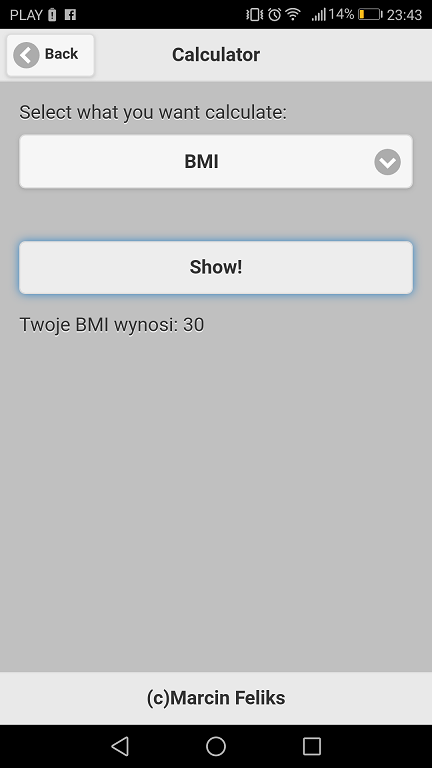 PLAY 14% 23:43
Back Calculator
Select what you want calculate:
BMI
Show!
Twoje BMI wynosi: 30
(c)Marcin Feliks